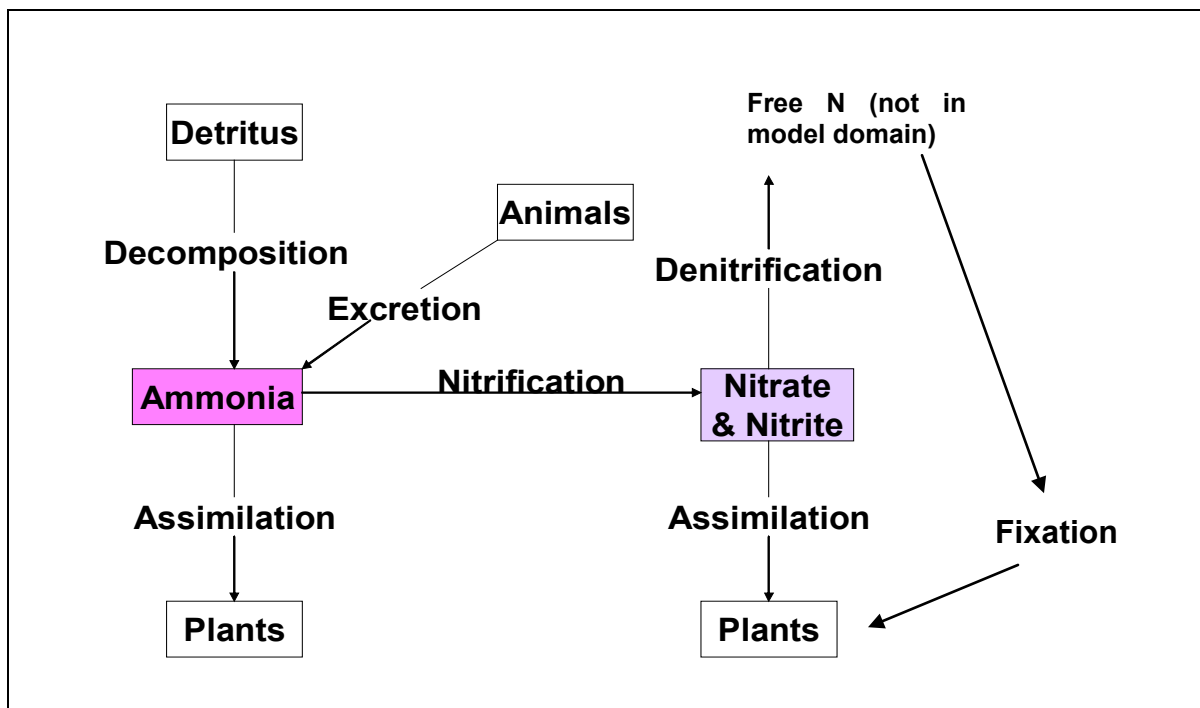 Free N (not in
model domain)
Detritus
Animals
Decomposition
Denitrification
Excretion
Nitrification
Ammonia
Nitrate
& Nitrite
Assimilation
Assimilation
Fixation
Plants
Plants